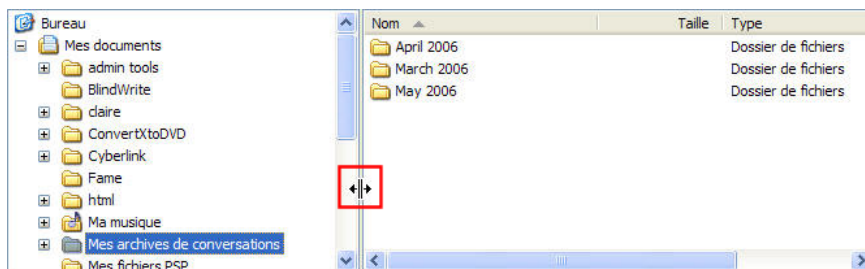 Bureau
Mes documents
admin tools
BlindWrite
claire
ConvertXtoDVD
Cyberlink
Fame
html
Ma musique
Mes archives de conversations
Mes fichiers PSP
Nom Taille Type
April 2006 Dossier de fichiers
March 2006 Dossier de fichiers
May 2006 Dossier de fichiers